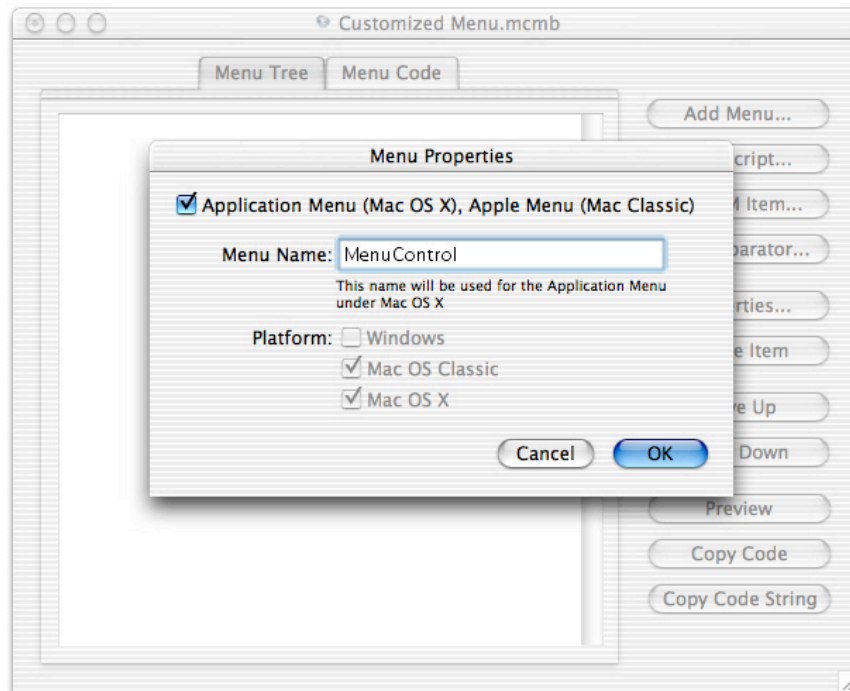 Customized Menu.mcmb
Menu Tree
Menu Code
Add Menu...
Menu Properties
cript...
Application Menu (Mac OS X), Apple Menu (Mac Classic)
Item...
Menu Name: MenuControl
parator...
This name will be used for the Application Menu
under Mac OS X
rties...
Platform: Windows
Mac OS Classic
e Item
Mac OS X
e Up
Cancel
OK
Down
Preview
Copy Code
Copy Code String